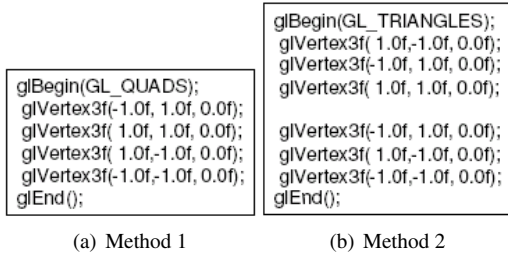 glBegin(GL_QUADS);
glVertex3f(-1.0f, 1.0f, 0.0f);
glVertex3f( 1.0f, 1.0f, 0.0f);
glVertex3f( 1.0f,-1.0f, 0.0f);
glVertex3f(-1.0f,-1.0f, 0.0f);
glEnd();
(a) Method 1
glBegin(GL_TRIANGLES);
glVertex3f( 1.0f,-1.0f, 0.0f);
glVertex3f(-1.0f, 1.0f, 0.0f);
glVertex3f( 1.0f, 1.0f, 0.0f);
glVertex3f(-1.0f, 1.0f, 0.0f);
glVertex3f( 1.0f,-1.0f, 0.0f);
glVertex3f(-1.0f,-1.0f, 0.0f);
glEnd();
(b) Method 2